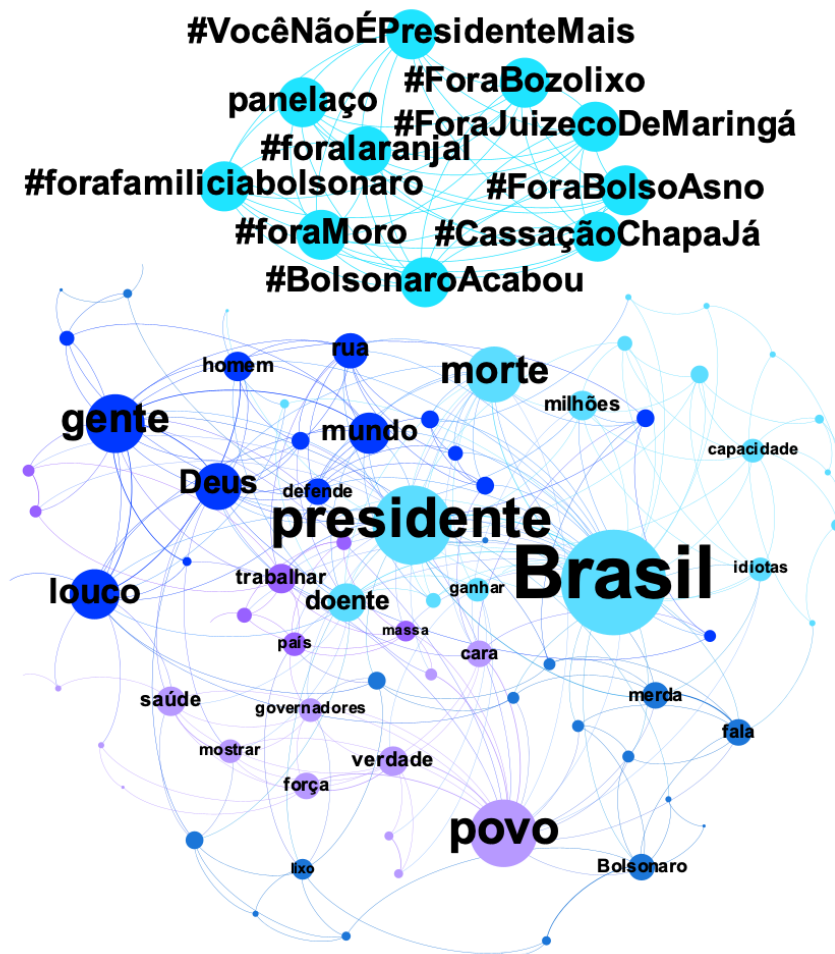 #VocêNãoÉPresidenteMais
#ForaBozolixo
panelaço
#ForaJuizecoDeMaringá
#foralaranjal
#forafamiliciabolsonaro
#ForaBolsoAsno
#foraMoro
#CassaçãoChapaJá
#BolsonaroAcabou
rua
homem
morte
milhões
gente
mundo
capacidade
Deus
defende
presidente
Brasil
idiotas
trabalhar
ganhar
louco
doente
massa
país
cara
saúde
governadores
merda
fala
mostrar
verdade
força
povo
lixo
Bolsonaro